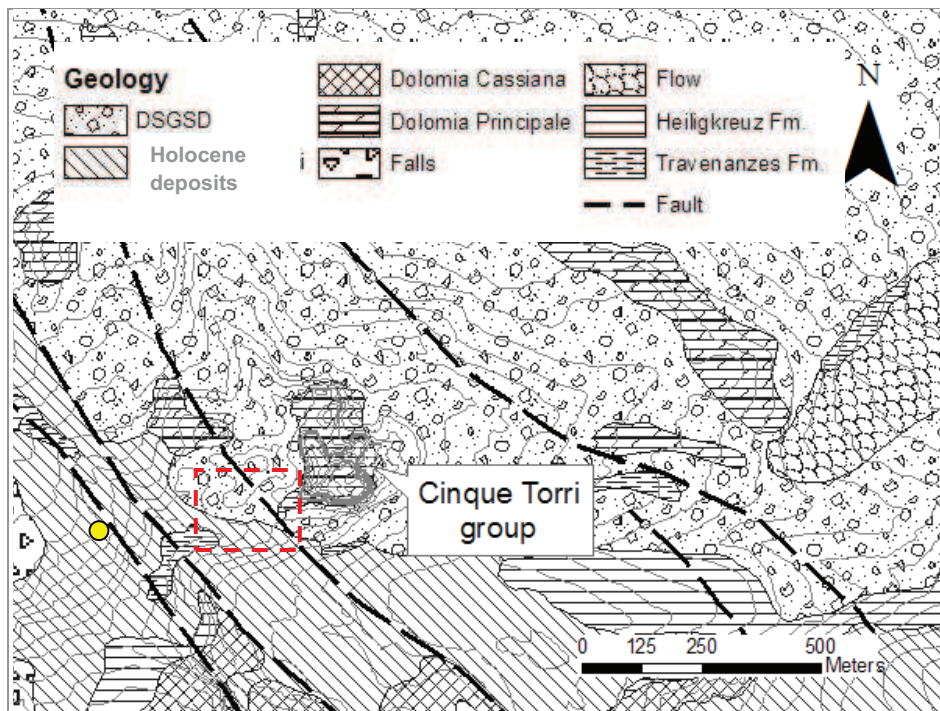 Geology
DSGSD
Holocene
deposits
i
Dolomia Cassiana
Dolomia Principale
Falls
Flow
Heiligkreuz Fm.
Travenanzes Fm.
Fault
N
Cinque Torri
group
0 125 250 500
Meters